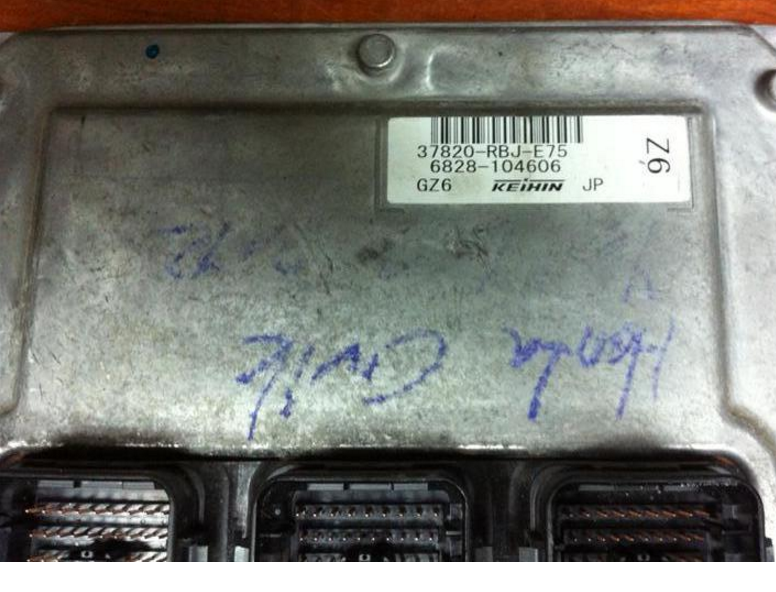 37820-RBJ-E75
6828-104606
GZ6 KEIHIN JP
Z6
Honda Civic